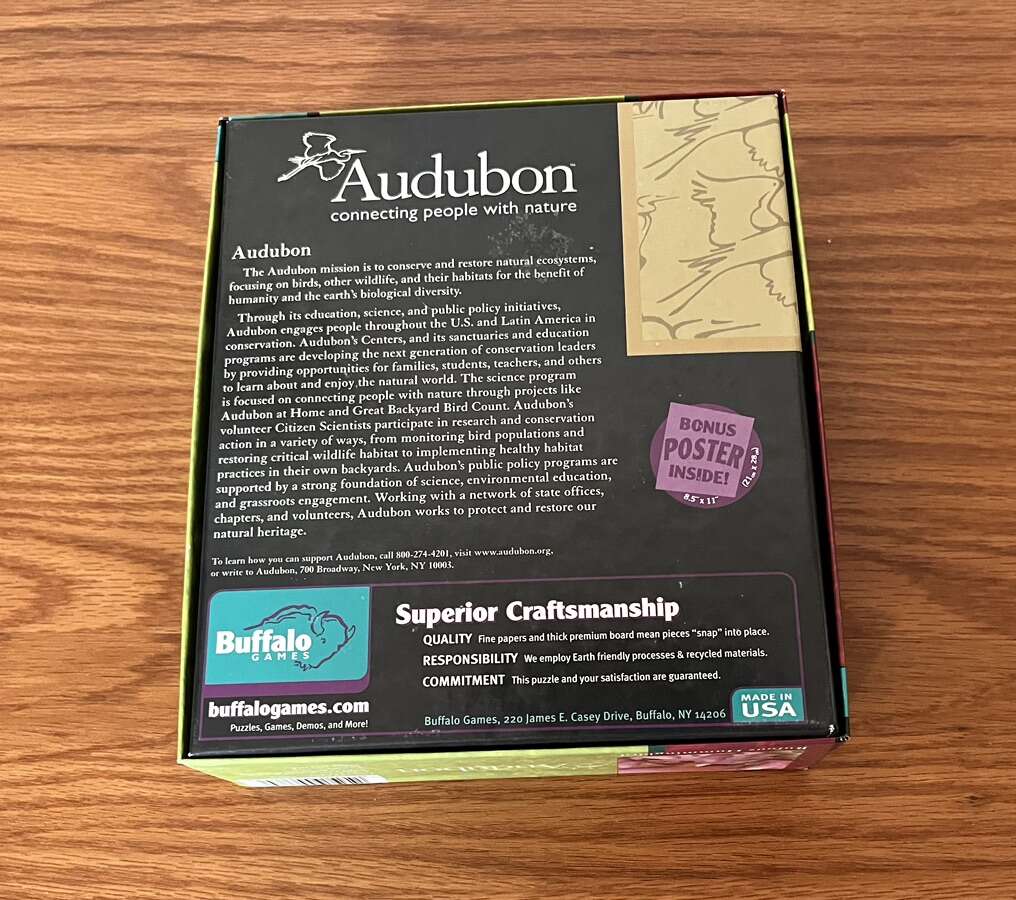 Audubon™
connecting people with nature
Audubon
The Audubon mission is to conserve and restore natural ecosystems,
focusing on birds, other wildlife, and their habitats for the benefit of
humanity and the earth's biological diversity.
Through its education, science, and public policy initiatives,
Audubon engages people throughout the U.S. and Latin America in
conservation. Audubon's Centers, and its sanctuaries and education
programs are developing the next generation of conservation leaders
by providing opportunities for families, students, teachers, and others
to learn about and enjoy the natural world. The science program
is focused on connecting people with nature through projects like
Audubon at Home and Great Backyard Bird Count. Audubon's
volunteer Citizen Scientists participate in research and conservation
action in a variety of ways, from monitoring bird populations and
restoring critical wildlife habitat to implementing healthy habitat
practices in their own backyards. Audubon's public policy programs are
supported by a strong foundation of science, environmental education,
and grassroots engagement. Working with a network of state offices,
chapters, and volunteers, Audubon works to protect and restore our
natural heritage.
To learn how you can support Audubon, call 800-274-4201, visit www.audubon.org,
or write to Audubon, 700 Broadway, New York, NY 10003.
BONUS
POSTER
INSIDE!
8.5" x 11"
(21cm x 28cm)
Buffalo
GAMES
buffalogames.com
Puzzles, Games, Demos, and More!
Superior Craftsmanship
QUALITY Fine papers and thick premium board mean pieces "snap" into place.
RESPONSIBILITY We employ Earth friendly processes & recycled materials.
COMMITMENT This puzzle and your satisfaction are guaranteed.
Buffalo Games, 220 James E. Casey Drive, Buffalo, NY 14206
MADE IN
USA